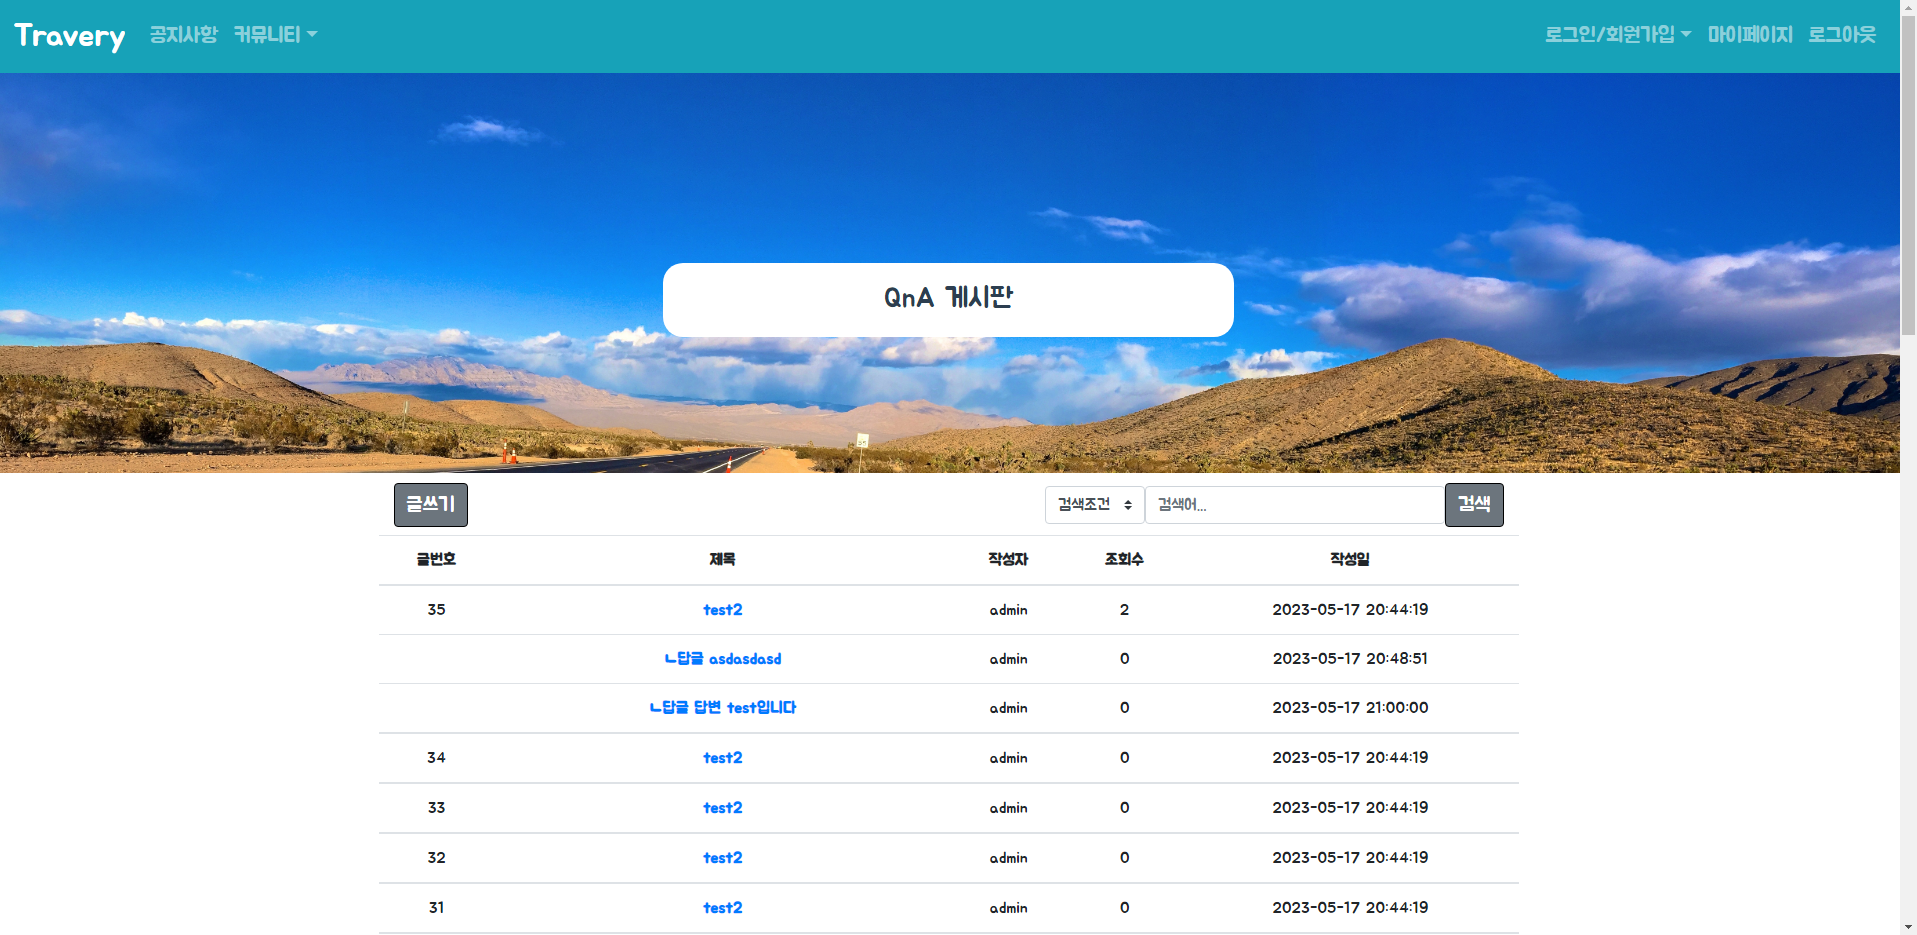 Travery 공지사항 커뮤니티 로그인/회원가입 마이페이지 로그아웃
QnA 게시판
글쓰기 검색조건 검색어... 검색
글번호 제목 작성자 조회수 작성일
35 test2 admin 2 2023-05-17 20:44:19
ㄴ답글 asdasdasd admin 0 2023-05-17 20:48:51
ㄴ답글 답변 test입니다 admin 0 2023-05-17 21:00:00
34 test2 admin 0 2023-05-17 20:44:19
33 test2 admin 0 2023-05-17 20:44:19
32 test2 admin 0 2023-05-17 20:44:19
31 test2 admin 0 2023-05-17 20:44:19